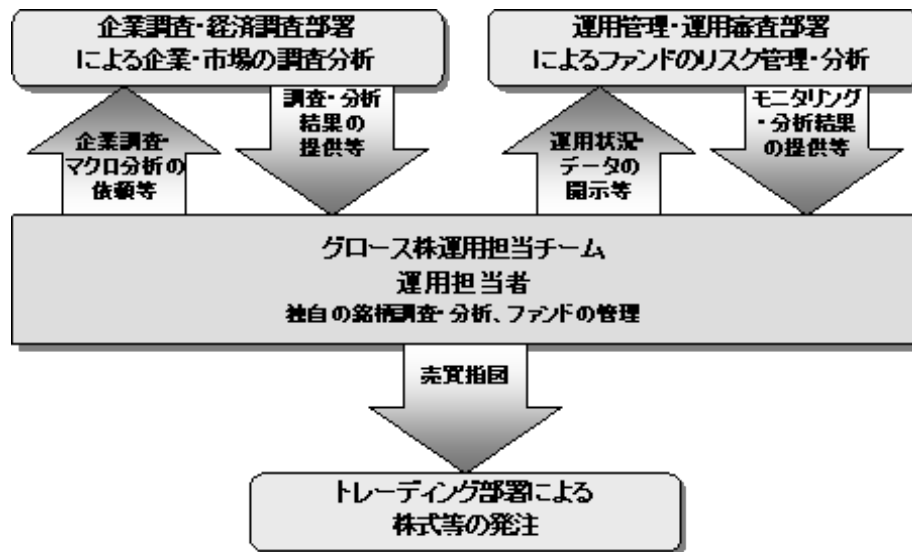 企業調査・経済調査部署
による企業・市場の調査分析
運用管理・運用審査部署
によるファンドのリスク管理・分析
企業調査・
マクロ分析の
依頼等
調査・分析
結果の
提供等
運用状況・
データの
開示等
モニタリング
・分析結果
の提供等
グロース株運用担当チーム
運用担当者
独自の銘柄調査・分析、ファンドの管理
売買指図
トレーディング部署による
株式等の発注